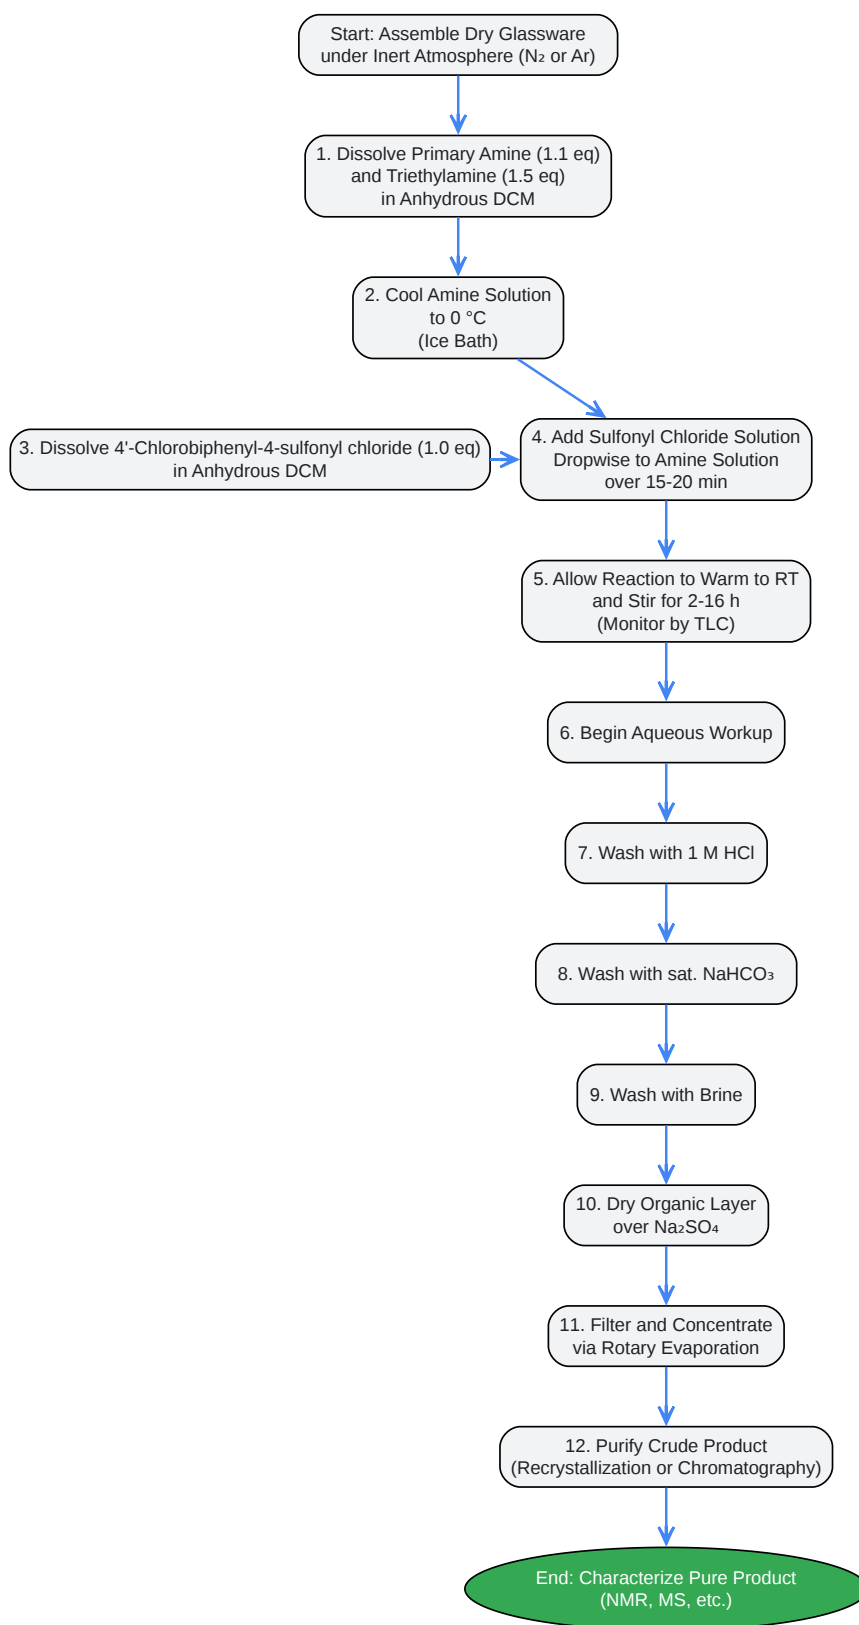 Start: Assemble Dry Glassware
under Inert Atmosphere (N₂ or Ar)
1. Dissolve Primary Amine (1.1 eq)
and Triethylamine (1.5 eq)
in Anhydrous DCM
2. Cool Amine Solution
to 0 °C
(Ice Bath)
3. Dissolve 4'-Chlorobiphenyl-4-sulfonyl chloride (1.0 eq)
in Anhydrous DCM
4. Add Sulfonyl Chloride Solution
Dropwise to Amine Solution
over 15-20 min
5. Allow Reaction to Warm to RT
and Stir for 2-16 h
(Monitor by TLC)
6. Begin Aqueous Workup
7. Wash with 1 M HCl
8. Wash with sat. NaHCO₃
9. Wash with Brine
10. Dry Organic Layer
over Na₂SO₄
11. Filter and Concentrate
via Rotary Evaporation
12. Purify Crude Product
(Recrystallization or Chromatography)
End: Characterize Pure Product
(NMR, MS, etc.)